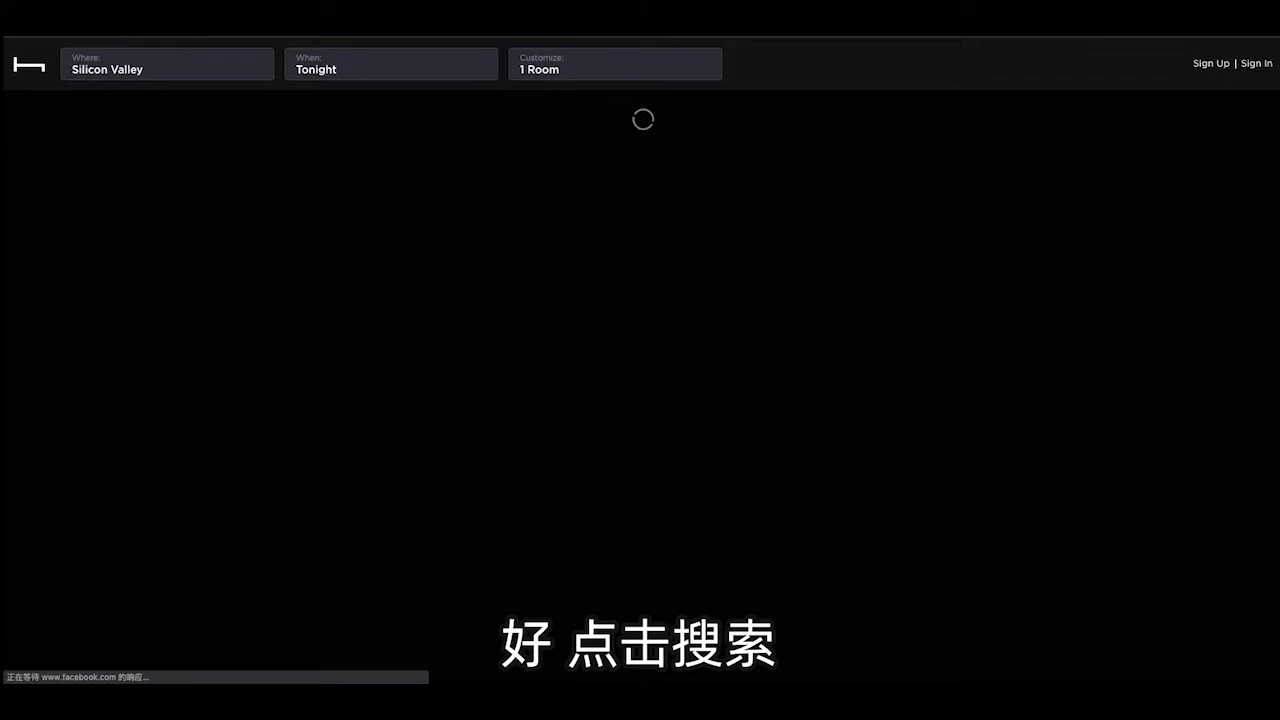 Where:
Silicon Valley
When:
Tonight
Customize:
1 Room
Sign Up | Sign In
好 点击搜索
正在等待 www.facebook.com 的响应...